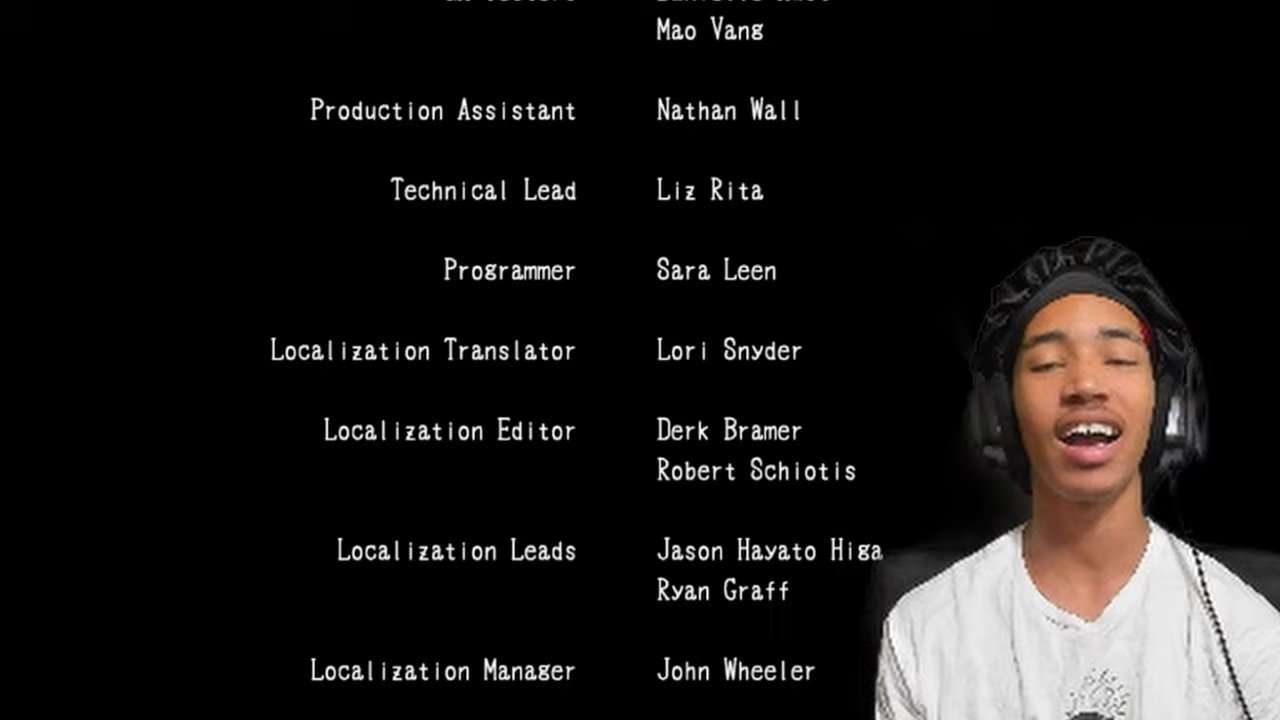 Mao Vang
Production Assistant Nathan Wall
Technical Lead Liz Rita
Programmer Sara Leen
Localization Translator Lori Snyder
Localization Editor Derk Bramer
Robert Schiotis
Localization Leads Jason Hayato Higa
Ryan Graff
Localization Manager John Wheeler